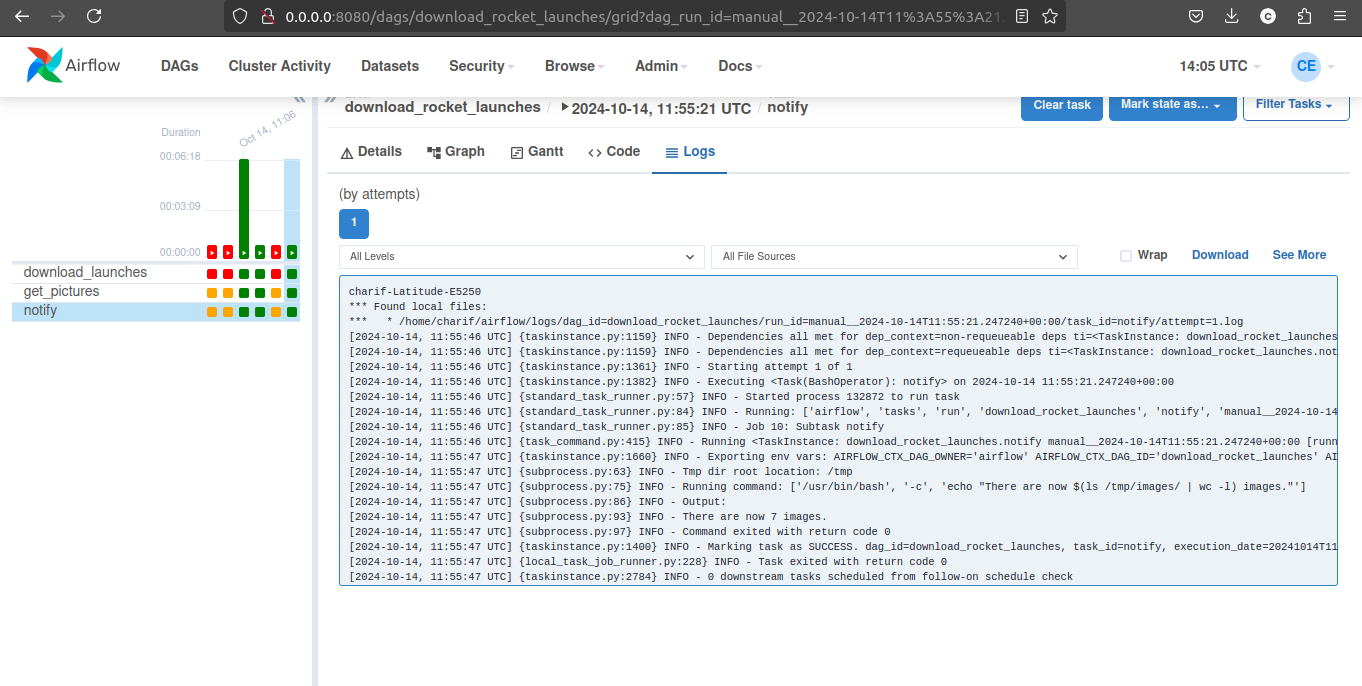 0.0.0.0:8080/dags/download_rocket_launches/grid?dag_run_id=manual__2024-10-14T11%3A55%3A21.
C
Airflow DAGs Cluster Activity Datasets Security Browse Admin Docs 14:05 UTC CE
download_rocket_launches / 2024-10-14, 11:55:21 UTC / notify Clear task Mark state as… Filter Tasks
Oct 14, 11:06
Duration
00:06:18
00:03:09
00:00:00
download_launches
get_pictures
notify
Details Graph Gantt Code Logs
(by attempts)
1
All Levels All File Sources Wrap Download See More
charif-Latitude-E5250
*** Found local files:
***   * /home/charif/airflow/logs/dag_id=download_rocket_launches/run_id=manual__2024-10-14T11:55:21.247240+00:00/task_id=notify/attempt=1.log
[2024-10-14, 11:55:46 UTC] {taskinstance.py:1159} INFO - Dependencies all met for dep_context=non-requeueable deps ti=<TaskInstance: download_rocket_launches
[2024-10-14, 11:55:46 UTC] {taskinstance.py:1159} INFO - Dependencies all met for dep_context=requeueable deps ti=<TaskInstance: download_rocket_launches.not
[2024-10-14, 11:55:46 UTC] {taskinstance.py:1361} INFO - Starting attempt 1 of 1
[2024-10-14, 11:55:46 UTC] {taskinstance.py:1382} INFO - Executing <Task(BashOperator): notify> on 2024-10-14 11:55:21.247240+00:00
[2024-10-14, 11:55:46 UTC] {standard_task_runner.py:57} INFO - Started process 132872 to run task
[2024-10-14, 11:55:46 UTC] {standard_task_runner.py:84} INFO - Running: ['airflow', 'tasks', 'run', 'download_rocket_launches', 'notify', 'manual__2024-10-14
[2024-10-14, 11:55:46 UTC] {standard_task_runner.py:85} INFO - Job 10: Subtask notify
[2024-10-14, 11:55:46 UTC] {task_command.py:415} INFO - Running <TaskInstance: download_rocket_launches.notify manual__2024-10-14T11:55:21.247240+00:00 [runn
[2024-10-14, 11:55:47 UTC] {taskinstance.py:1660} INFO - Exporting env vars: AIRFLOW_CTX_DAG_OWNER='airflow' AIRFLOW_CTX_DAG_ID='download_rocket_launches' AI
[2024-10-14, 11:55:47 UTC] {subprocess.py:63} INFO - Tmp dir root location: /tmp
[2024-10-14, 11:55:47 UTC] {subprocess.py:75} INFO - Running command: ['/usr/bin/bash', '-c', 'echo "There are now $(ls /tmp/images/ | wc -l) images."']
[2024-10-14, 11:55:47 UTC] {subprocess.py:86} INFO - Output:
[2024-10-14, 11:55:47 UTC] {subprocess.py:93} INFO - There are now 7 images.
[2024-10-14, 11:55:47 UTC] {subprocess.py:97} INFO - Command exited with return code 0
[2024-10-14, 11:55:47 UTC] {taskinstance.py:1400} INFO - Marking task as SUCCESS. dag_id=download_rocket_launches, task_id=notify, execution_date=20241014T11
[2024-10-14, 11:55:47 UTC] {local_task_job_runner.py:228} INFO - Task exited with return code 0
[2024-10-14, 11:55:47 UTC] {taskinstance.py:2784} INFO - 0 downstream tasks scheduled from follow-on schedule check